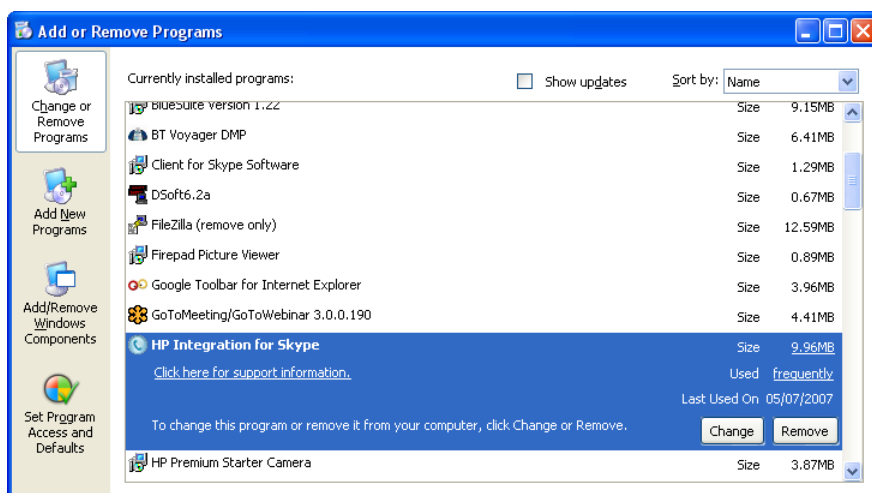 Add or Remove Programs
Change or
Remove
Programs
Add New
Programs
Add/Remove
Windows
Components
Set Program
Access and
Defaults
Currently installed programs: Show updates Sort by: Name
BlueSuite Version 1.22 Size 9.15MB
BT Voyager DMP Size 6.41MB
Client for Skype Software Size 1.29MB
DSoft6.2a Size 0.67MB
FileZilla (remove only) Size 12.59MB
Firepad Picture Viewer Size 0.89MB
Google Toolbar for Internet Explorer Size 3.96MB
GoToMeeting/GoToWebinar 3.0.0.190 Size 4.41MB
HP Integration for Skype Size 9.96MB
Click here for support information. Used frequently
Last Used On 05/07/2007
To change this program or remove it from your computer, click Change or Remove. Change Remove
HP Premium Starter Camera Size 3.87MB